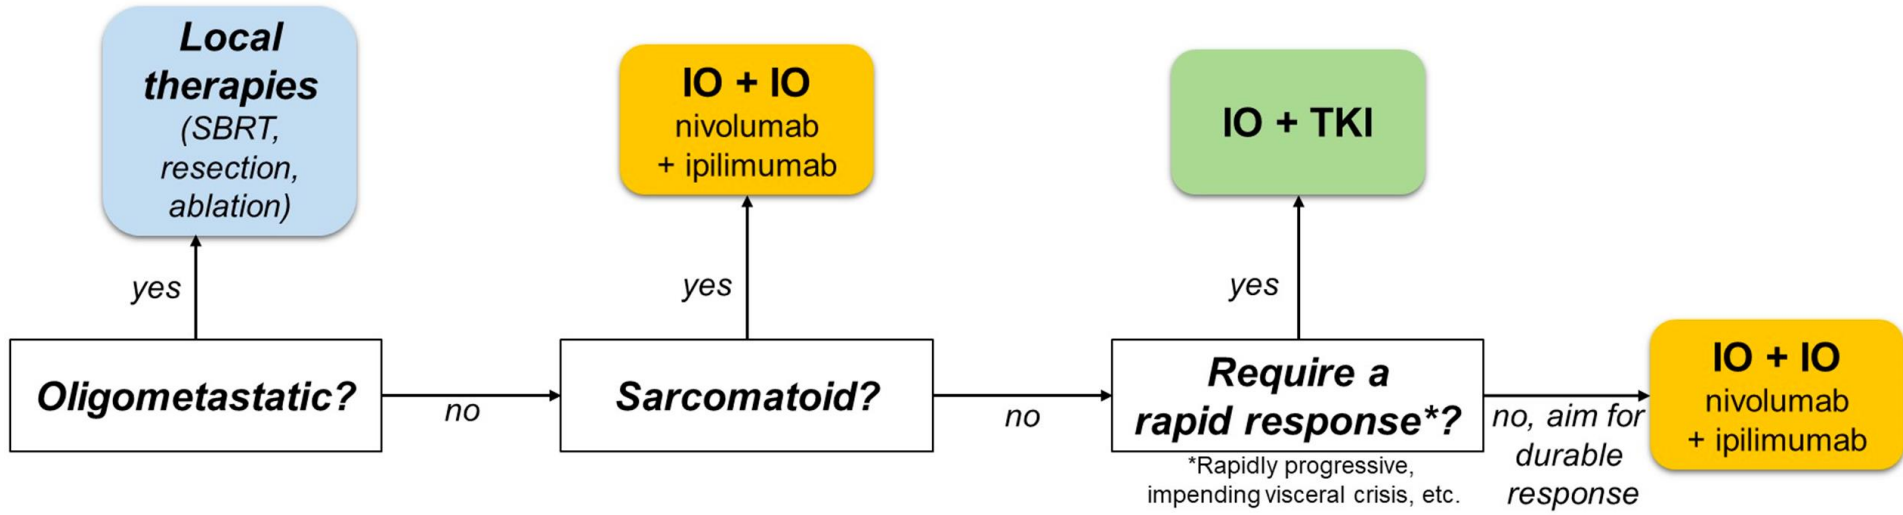 Local
therapies
(SBRT,
resection,
ablation)
yes
Oligometastatic?
no
IO + IO
nivolumab
+ ipilimumab
yes
Sarcomatoid?
no
IO + TKI
yes
Require a
rapid response*?
*Rapidly progressive,
impending visceral crisis, etc.
no, aim for
durable
response
IO + IO
nivolumab
+ ipilimumab